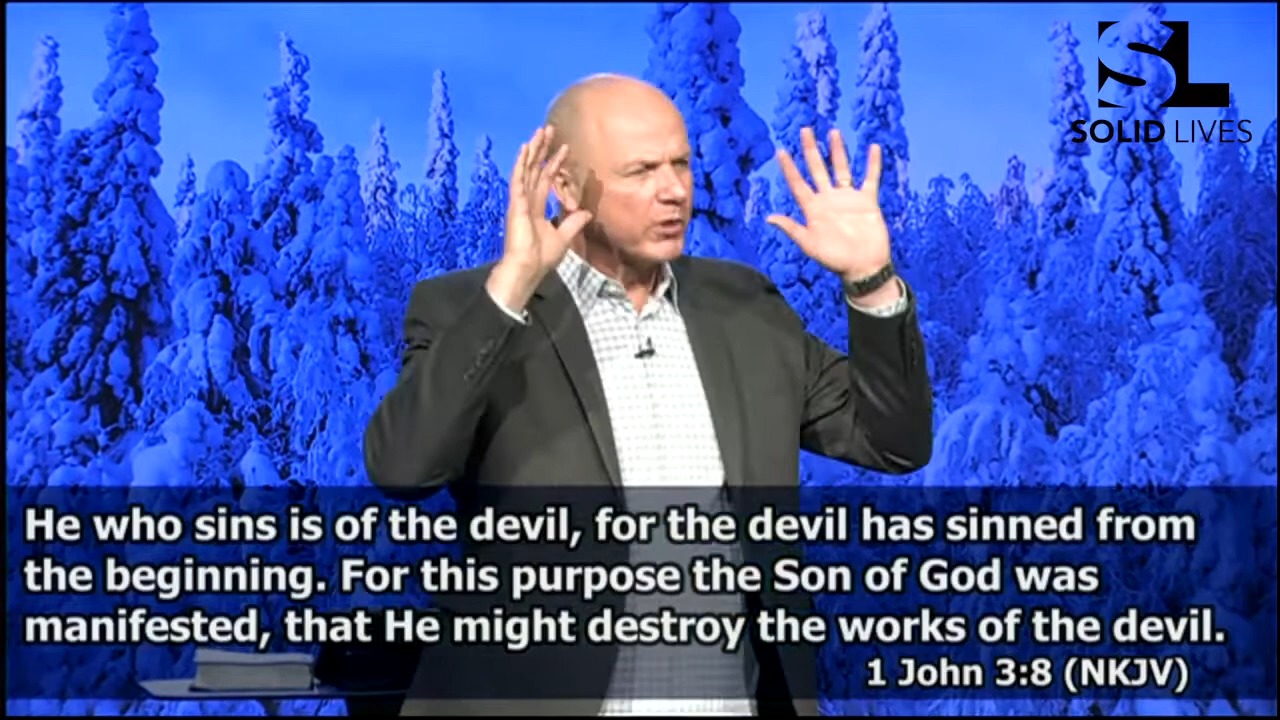 SL
SOLID LIVES
He who sins is of the devil, for the devil has sinned from
the beginning. For this purpose the Son of God was
manifested, that He might destroy the works of the devil.
1 John 3:8 (NKJV)